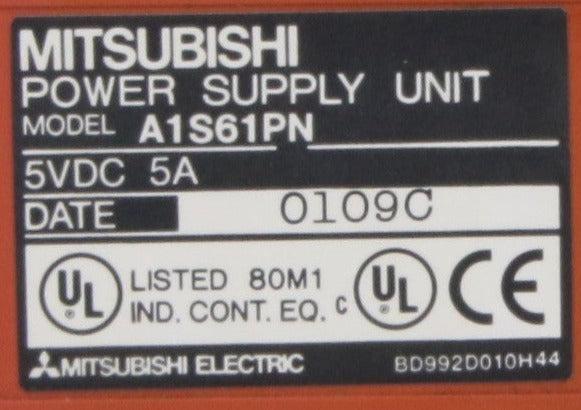 MITSUBISHI
POWER SUPPLY UNIT
MODEL A1S61PN
5VDC 5A
DATE 0109C
UL ® LISTED 80M1 c UL ® CE
IND. CONT. EQ.
MITSUBISHI ELECTRIC BD992D010H44